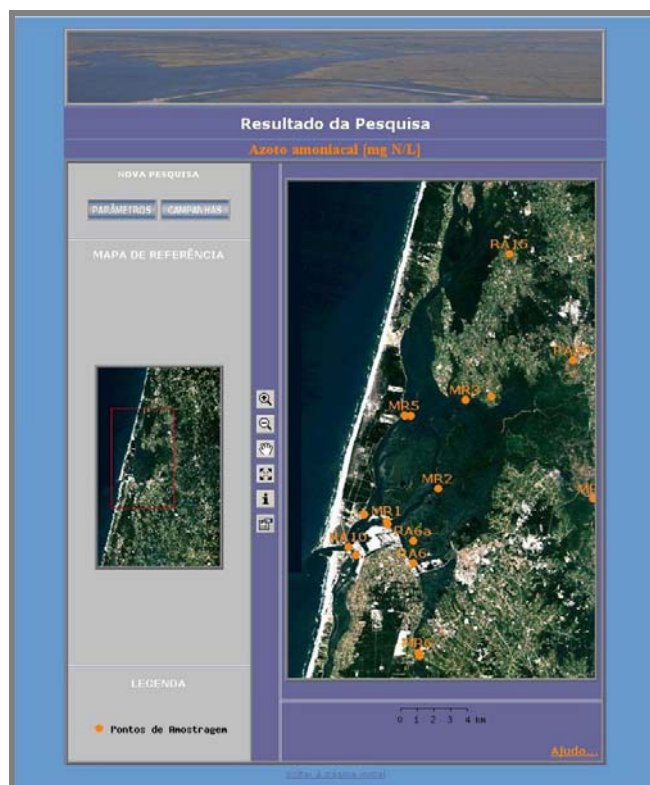 Resultado da Pesquisa
Azoto amoniacal [mg N/L]
NOVA PESQUISA
PARÂMETROS CAMPANHAS
MAPA DE REFERÊNCIA
RA15
MR3
MR5
MR2
MR1
RA6a
RA10
RA6
MR6
LEGENDA
Pontos de Amostragem
0 1 2 3 4 km
Ajuda...